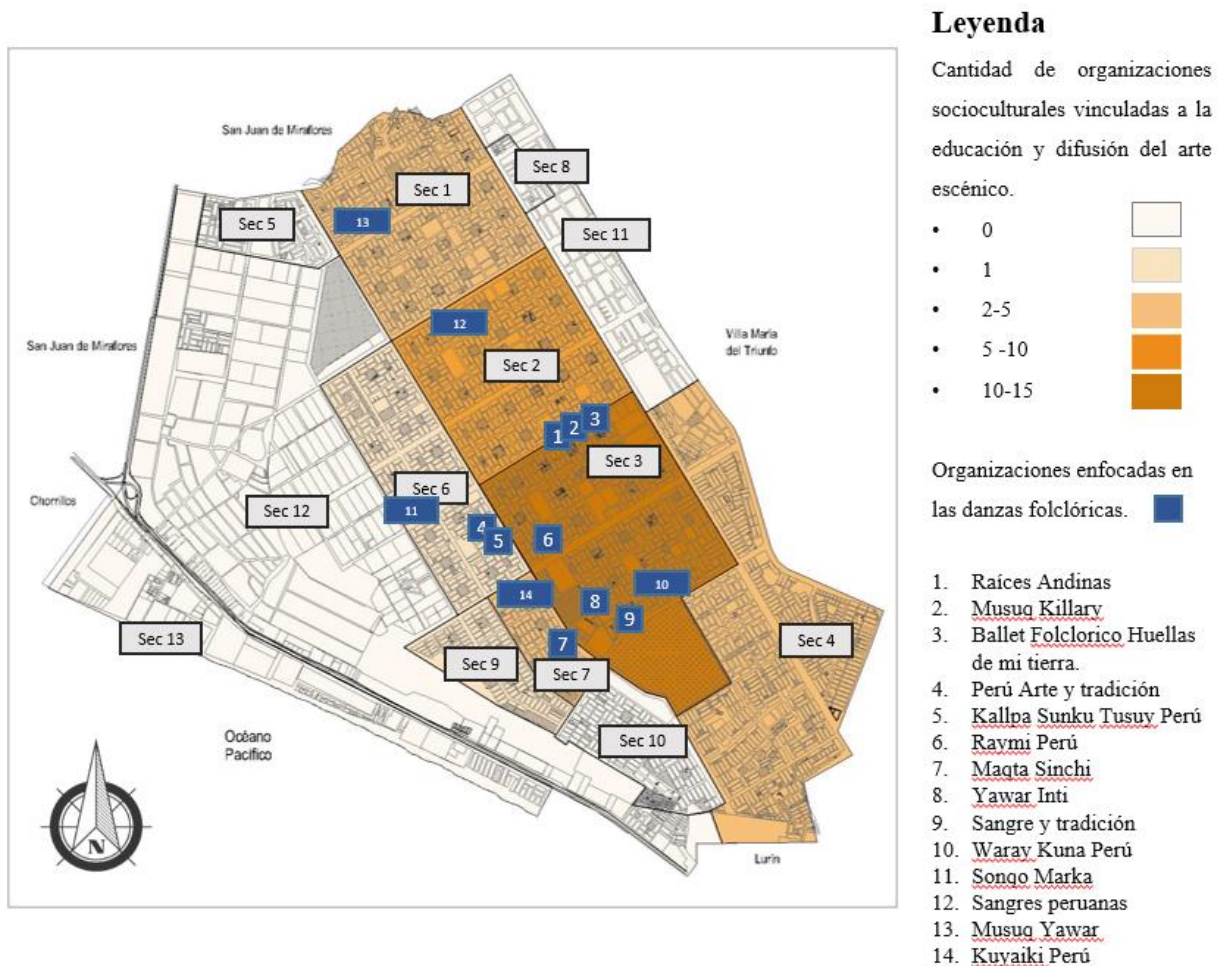 San Juan de Miraflores
Sec 8
Sec 1
Sec 5
13
Sec 11
12
San Juan de Miraflores
Villa María
del Triunfo
Sec 2
3
2
1
Sec 3
Sec 6
Chorrillos
Sec 12
11
4
5
6
10
14
8
9
Sec 13
7
Sec 4
Sec 9
Sec 7
Océano
Pacífico
Sec 10
N
Lurín
Leyenda
Cantidad de organizaciones
socioculturales vinculadas a la
educación y difusión del arte
escénico.
• 0
• 1
• 2-5
• 5 -10
• 10-15
Organizaciones enfocadas en
las danzas folclóricas.
1. Raíces Andinas
2. Musuq Killary
3. Ballet Folclorico Huellas
de mi tierra.
4. Perú Arte y tradición
5. Kallpa Sunku Tusuy Perú
6. Raymi Perú
7. Maqta Sinchi
8. Yawar Inti
9. Sangre y tradición
10. Waray Kuna Perú
11. Sonqo Marka
12. Sangres peruanas
13. Musuq Yawar
14. Kuyaiki Perú